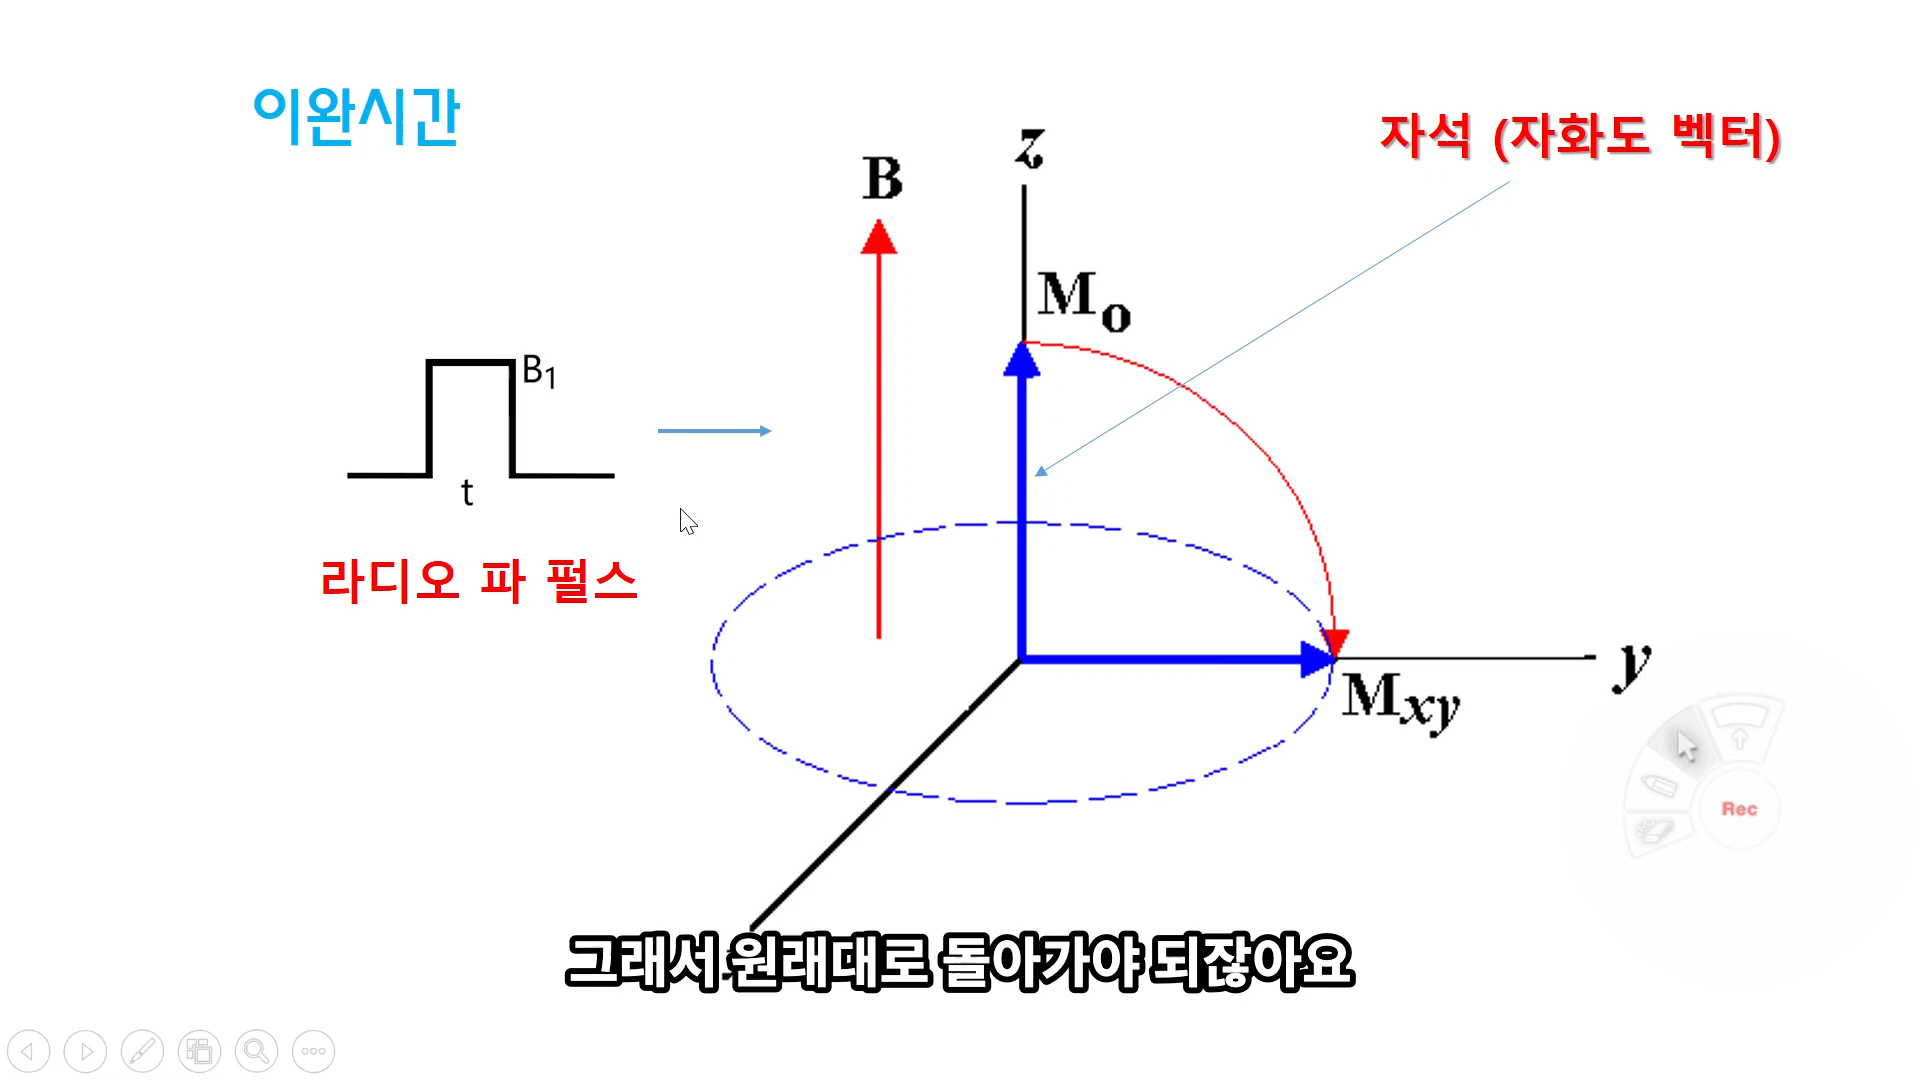 이완시간
자석 (자화도 벡터)
z
B
Mo
B1
t
라디오 파 펄스
y
Mxy
Rec
그래서 원래대로 돌아가야 되잖아요